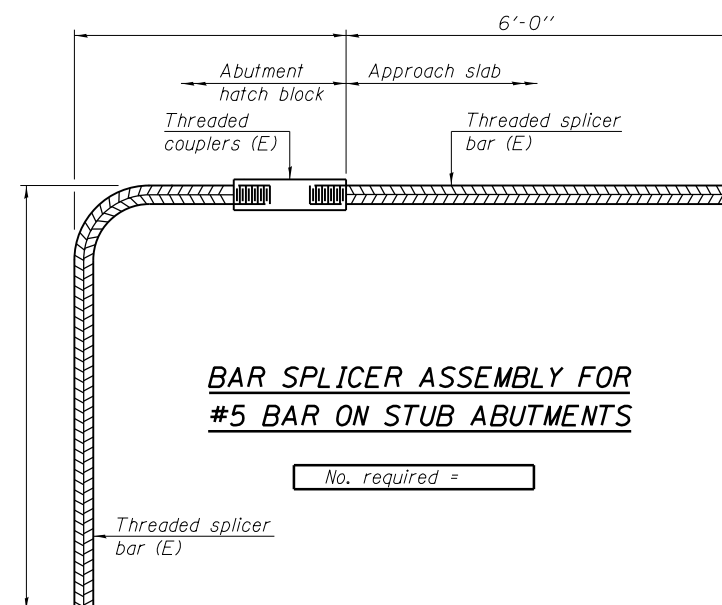 6'-0"
Abutment
hatch block
Approach slab
Threaded
couplers (E)
Threaded splicer
bar (E)
BAR SPLICER ASSEMBLY FOR
#5 BAR ON STUB ABUTMENTS
No. required =
Threaded splicer
bar (E)